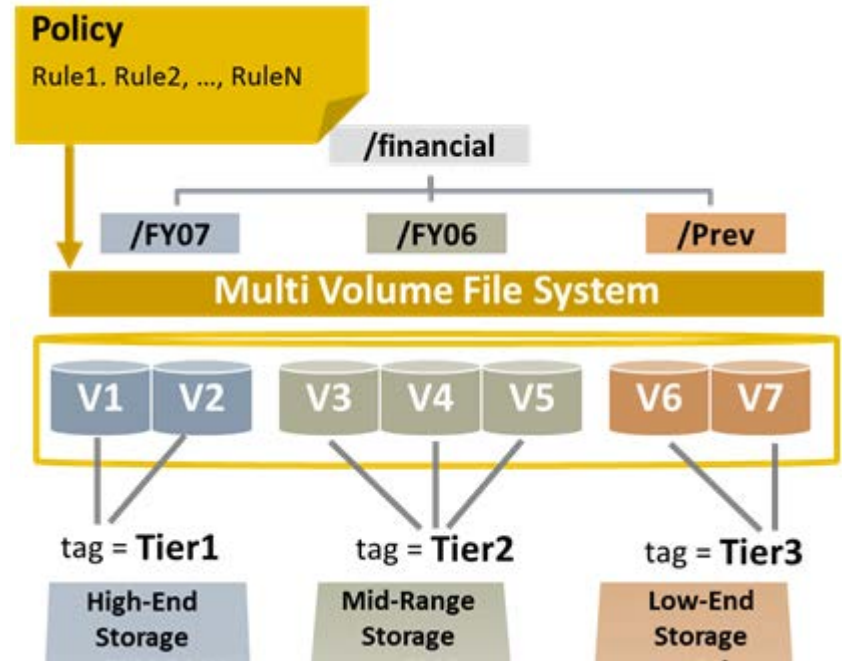 Policy
Rule1. Rule2, ..., RuleN
/financial
/FY07
/FY06
/Prev
Multi Volume File System
V1
V2
V3
V4
V5
V6
V7
tag = Tier1
tag = Tier2
tag = Tier3
High-End
Storage
Mid-Range
Storage
Low-End
Storage